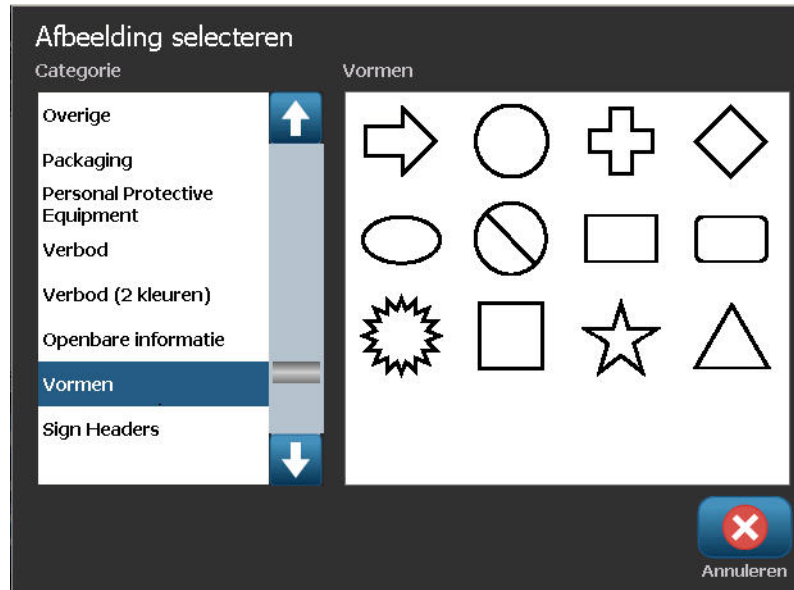 Afbeelding selecteren
Categorie
Vormen
Overige
Packaging
Personal Protective
Equipment
Verbod
Verbod (2 kleuren)
Openbare informatie
Vormen
Sign Headers
Annuleren